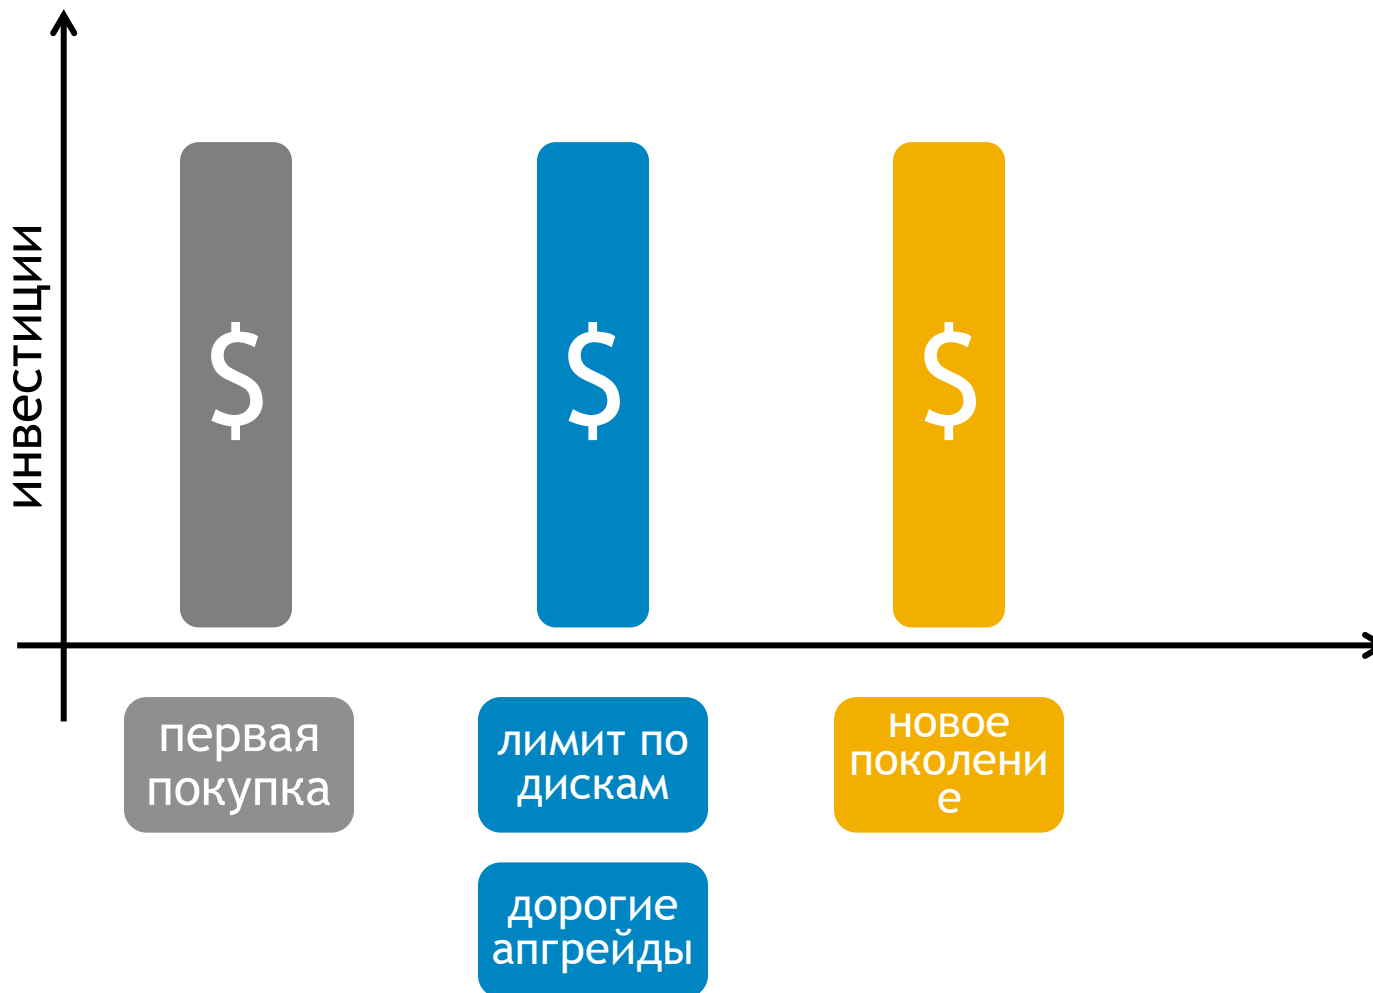 инвестиции
$
$
$
первая
покупка
лимит по
дискам
новое
поколени
е
дорогие
апгрейды